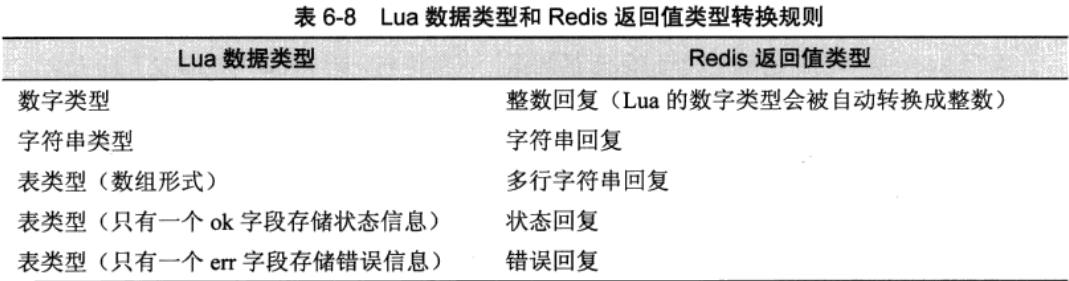 表 6-8 Lua 数据类型和 Redis 返回值类型转换规则
Lua 数据类型 Redis 返回值类型
数字类型 整数回复（Lua 的数字类型会被自动转换成整数）
字符串类型 字符串回复
表类型（数组形式） 多行字符串回复
表类型（只有一个 ok 字段存储状态信息） 状态回复
表类型（只有一个 err 字段存储错误信息） 错误回复